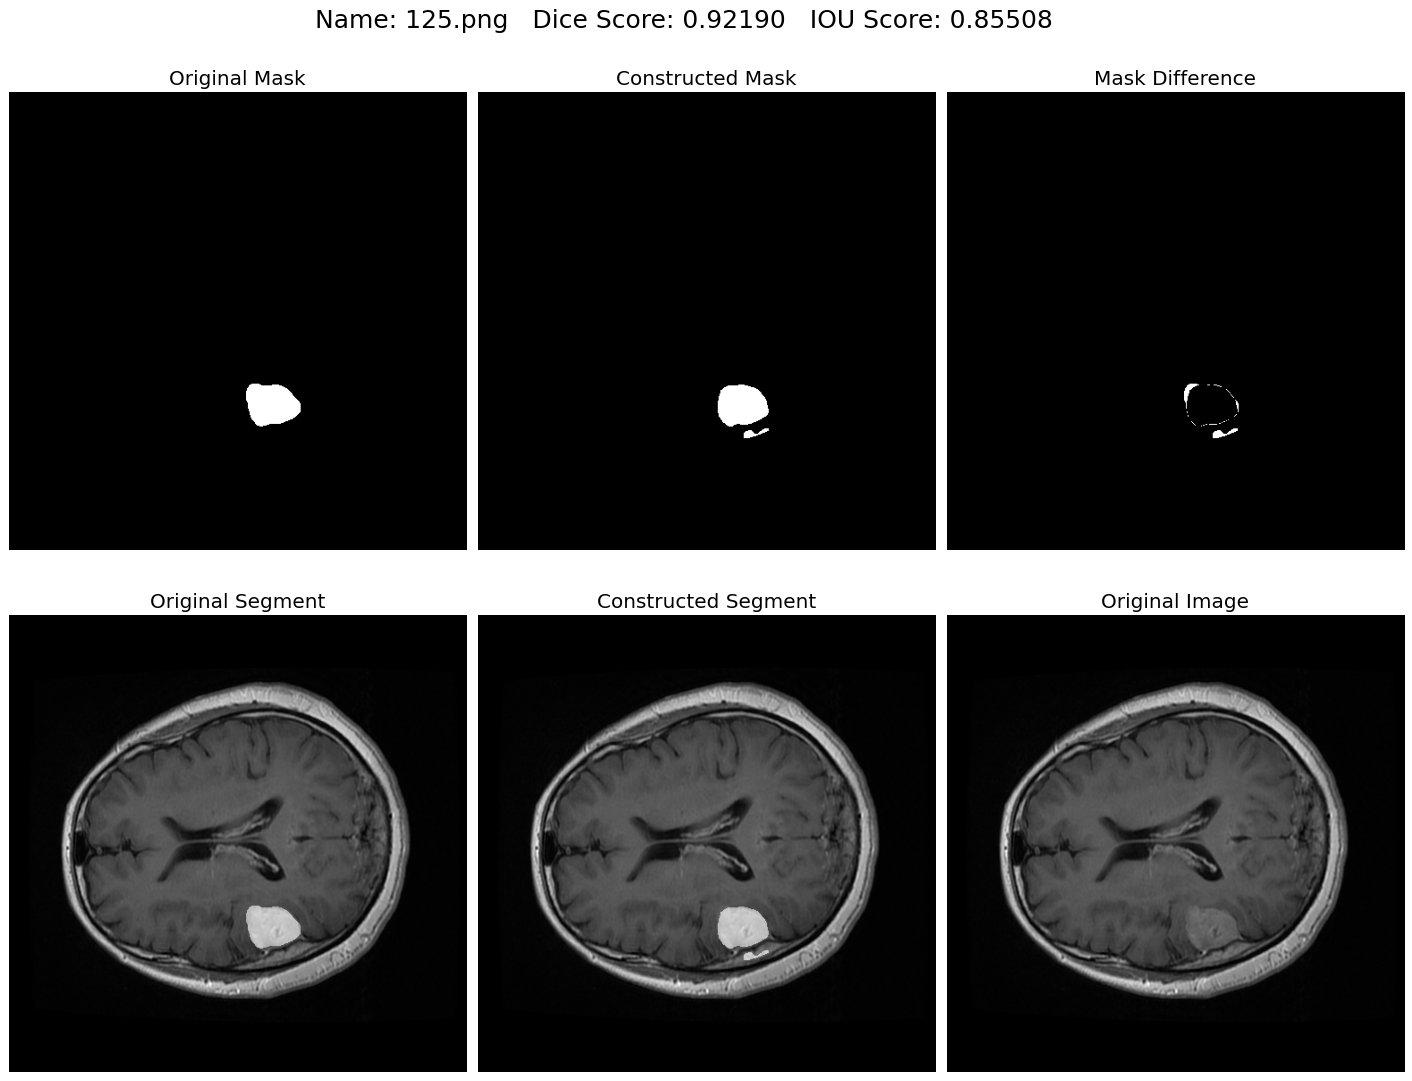 Name: 125.png   Dice Score: 0.92190   IOU Score: 0.85508
Original Mask
Constructed Mask
Mask Difference
Original Segment
Constructed Segment
Original Image